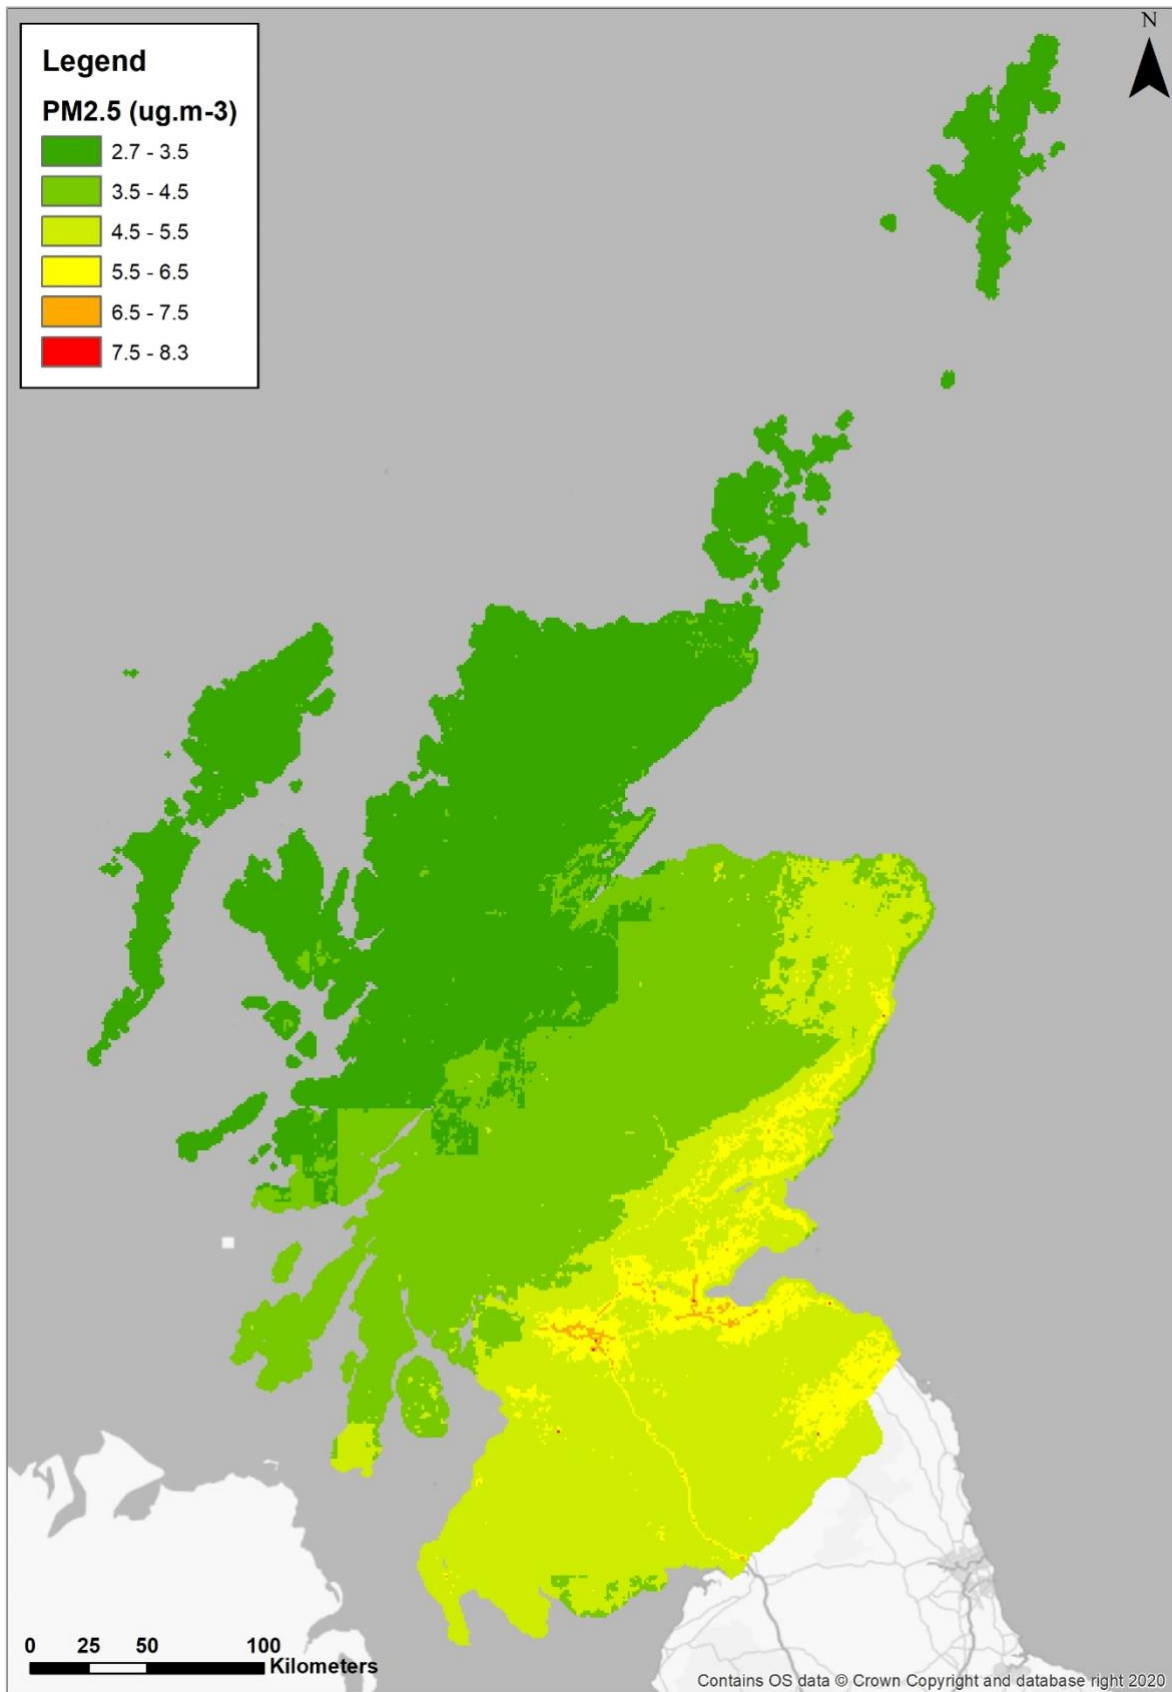 N
Legend
PM2.5 (ug.m-3)
2.7 - 3.5
3.5 - 4.5
4.5 - 5.5
5.5 - 6.5
6.5 - 7.5
7.5 - 8.3
0 25 50 100
Kilometers
Contains OS data © Crown Copyright and database right 2020